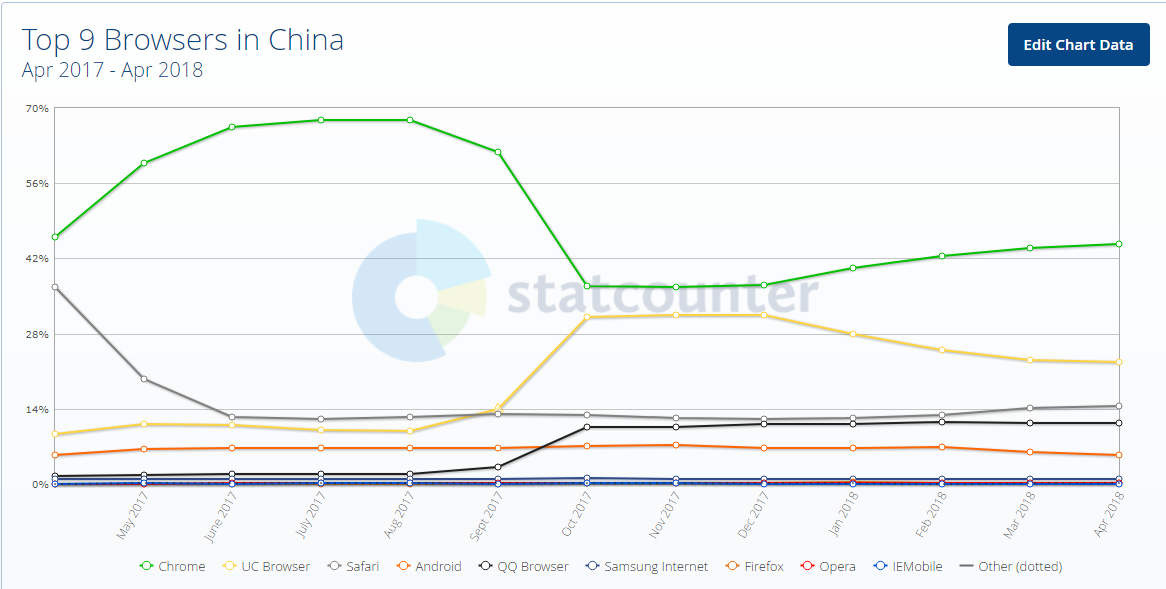 Top 9 Browsers in China
Apr 2017 - Apr 2018
Edit Chart Data
70%
56%
42%
28%
14%
0%
statcounter
May 2017
June 2017
July 2017
Aug 2017
Sept 2017
Oct 2017
Nov 2017
Dec 2017
Jan 2018
Feb 2018
Mar 2018
Apr 2018
Chrome UC Browser Safari Android QQ Browser Samsung Internet Firefox Opera IEMobile Other (dotted)